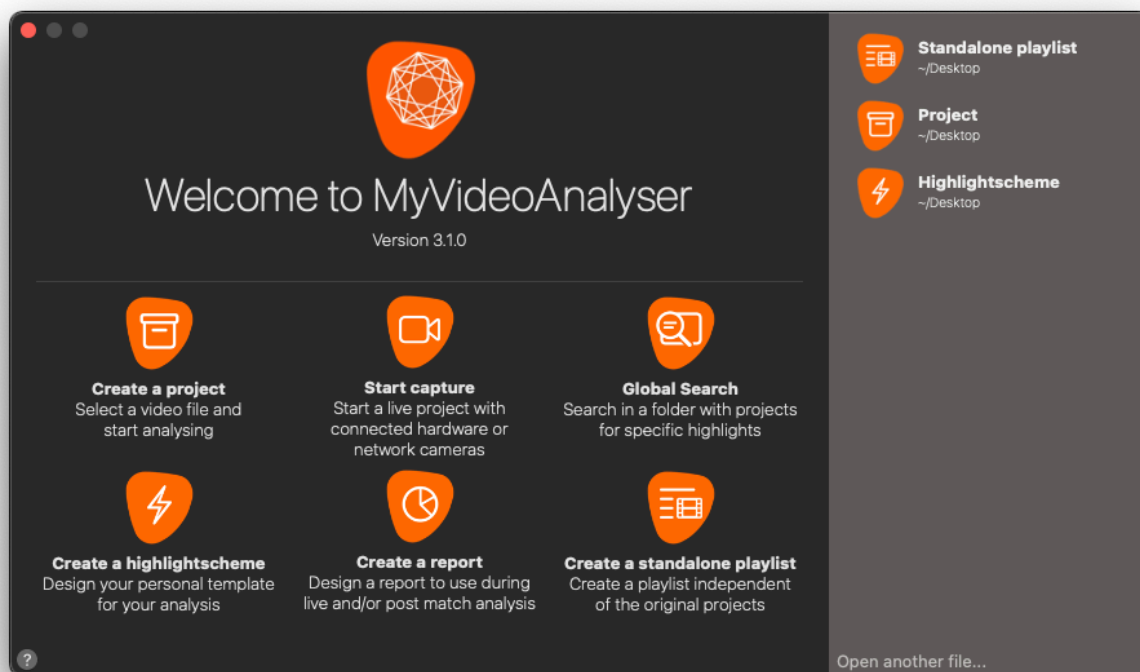 Welcome to MyVideoAnalyser
Version 3.1.0
Create a project
Select a video file and
start analysing
Start capture
Start a live project with
connected hardware or
network cameras
Global Search
Search in a folder with projects
for specific highlights
Create a highlightscheme
Design your personal template
for your analysis
Create a report
Design a report to use during
live and/or post match analysis
Create a standalone playlist
Create a playlist independent
of the original projects
?
Standalone playlist
~/Desktop
Project
~/Desktop
Highlightscheme
~/Desktop
Open another file...